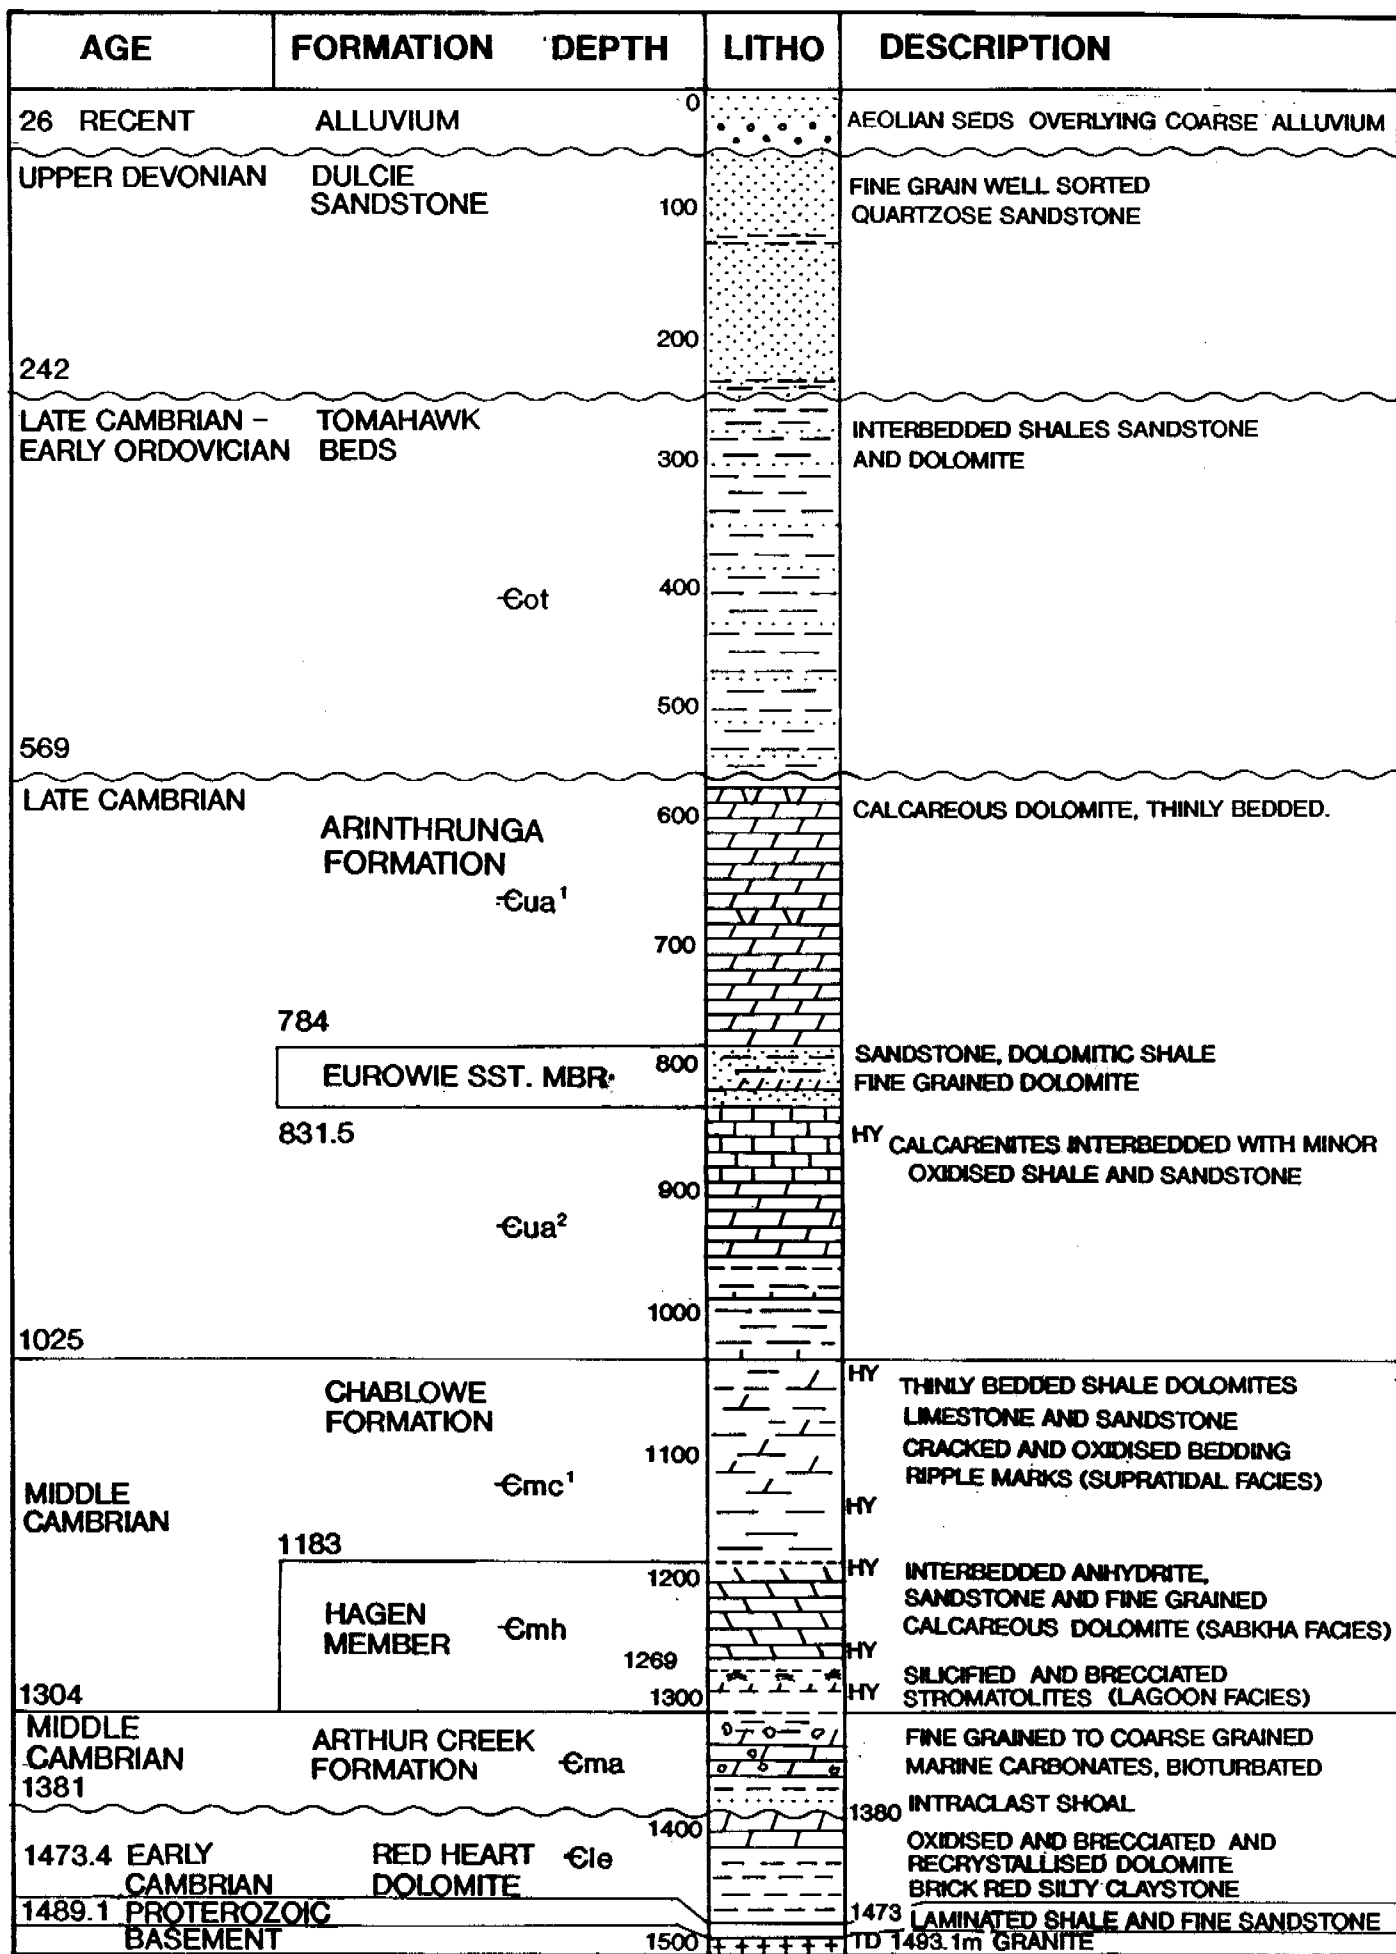 AGE FORMATION DEPTH LITHO DESCRIPTION
0
26 RECENT ALLUVIUM AEOLIAN SEDS OVERLYING COARSE ALLUVIUM
UPPER DEVONIAN DULCIE
SANDSTONE
100
FINE GRAIN WELL SORTED
QUARTZOSE SANDSTONE
200
242
LATE CAMBRIAN –
EARLY ORDOVICIAN
TOMAHAWK
BEDS
300
INTERBEDDED SHALES SANDSTONE
AND DOLOMITE
Єot
400
500
569
LATE CAMBRIAN
ARINTHRUNGA
FORMATION
600
CALCAREOUS DOLOMITE, THINLY BEDDED.
Єua¹
700
784
EUROWIE SST. MBR.
800
SANDSTONE, DOLOMITIC SHALE
FINE GRAINED DOLOMITE
831.5
HY CALCARENITES INTERBEDDED WITH MINOR
OXIDISED SHALE AND SANDSTONE
900
Єua²
1000
1025
CHABLOWE
FORMATION
HY THINLY BEDDED SHALE DOLOMITES
LIMESTONE AND SANDSTONE
CRACKED AND OXIDISED BEDDING
RIPPLE MARKS (SUPRATIDAL FACIES)
1100
Єmc¹
HY
MIDDLE
CAMBRIAN
1183
1200
HY INTERBEDDED ANHYDRITE,
SANDSTONE AND FINE GRAINED
CALCAREOUS DOLOMITE (SABKHA FACIES)
HAGEN
MEMBER
Єmh
HY
1269
SILICIFIED AND BRECCIATED
HY STROMATOLITES (LAGOON FACIES)
1304
1300
MIDDLE
CAMBRIAN
1381
ARTHUR CREEK
FORMATION
Єma
FINE GRAINED TO COARSE GRAINED
MARINE CARBONATES, BIOTURBATED
1380 INTRACLAST SHOAL
1400
1473.4 EARLY
CAMBRIAN
RED HEART
DOLOMITE
Єle
OXIDISED AND BRECCIATED AND
RECRYSTALLISED DOLOMITE
BRICK RED SILTY CLAYSTONE
1489.1 PROTEROZOIC
BASEMENT
1473 LAMINATED SHALE AND FINE SANDSTONE
1500
TD 1493.1m GRANITE